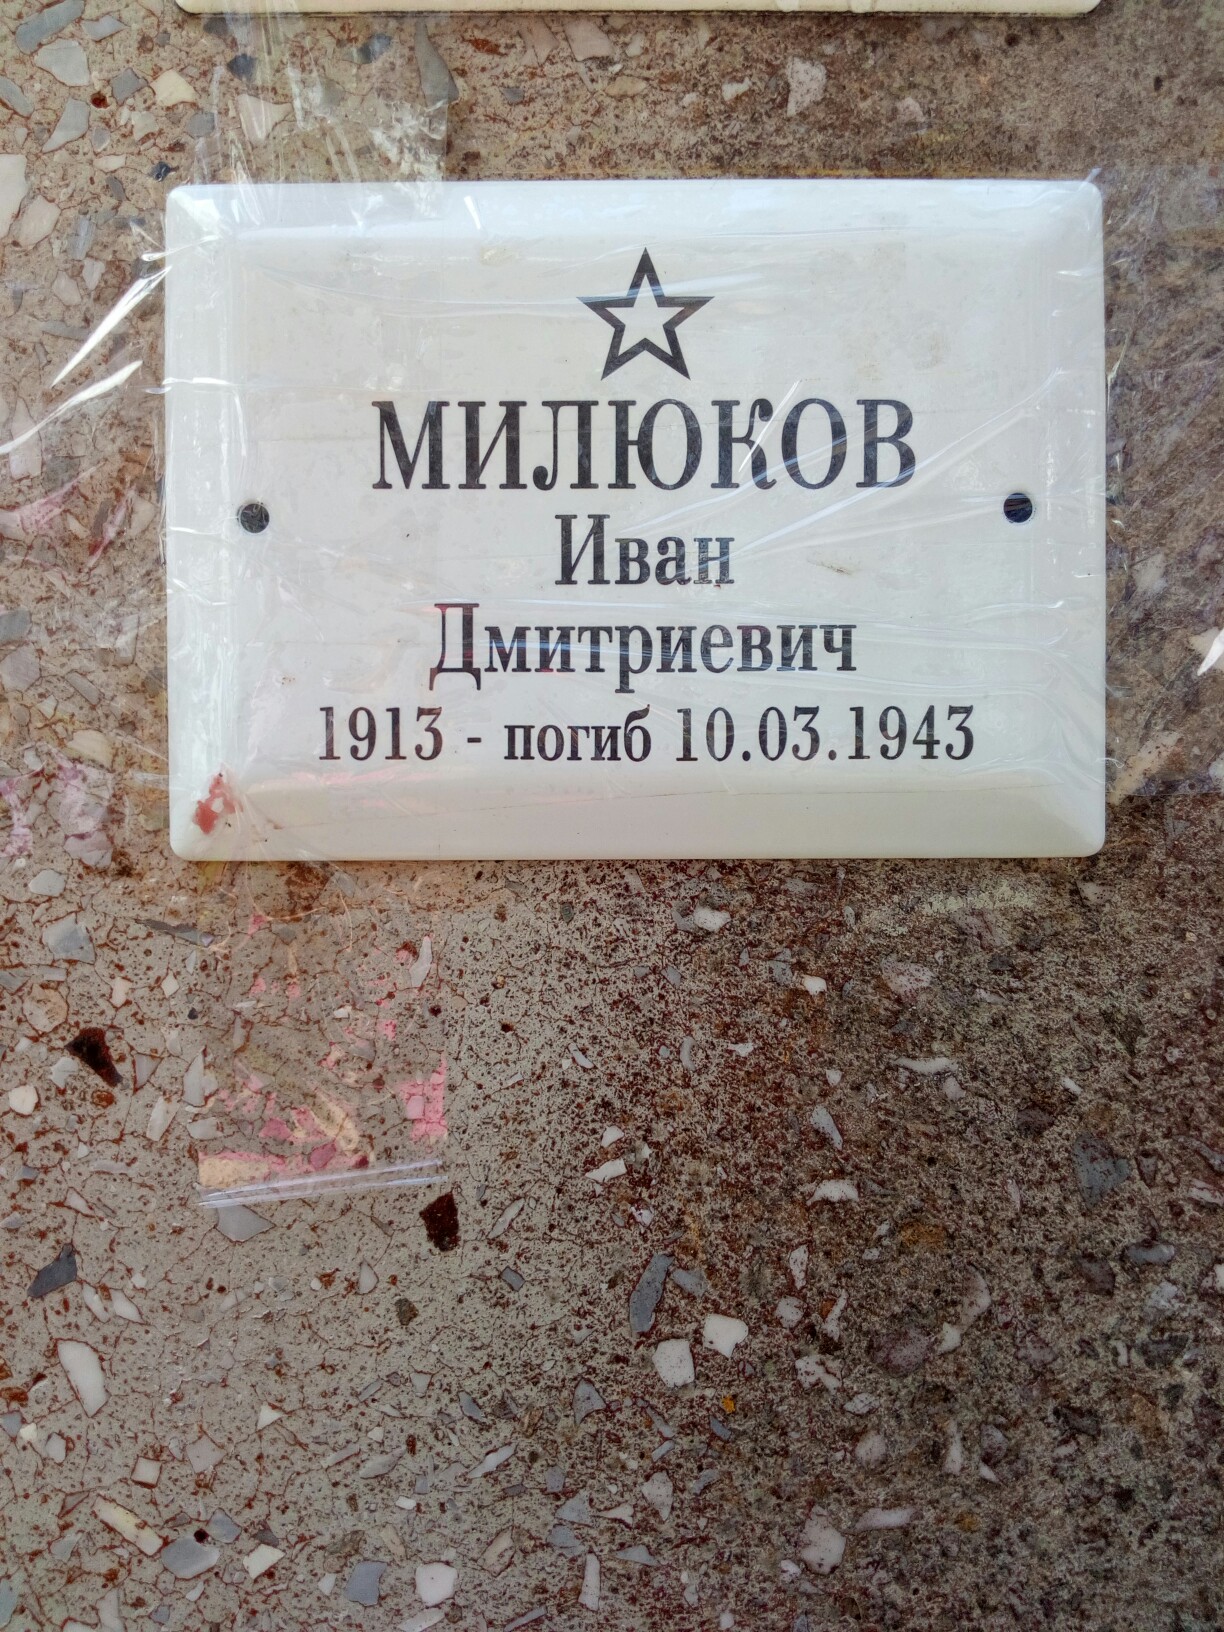 МИЛЮКОВ
Иван
Дмитриевич
1913 - погиб 10.03.1943